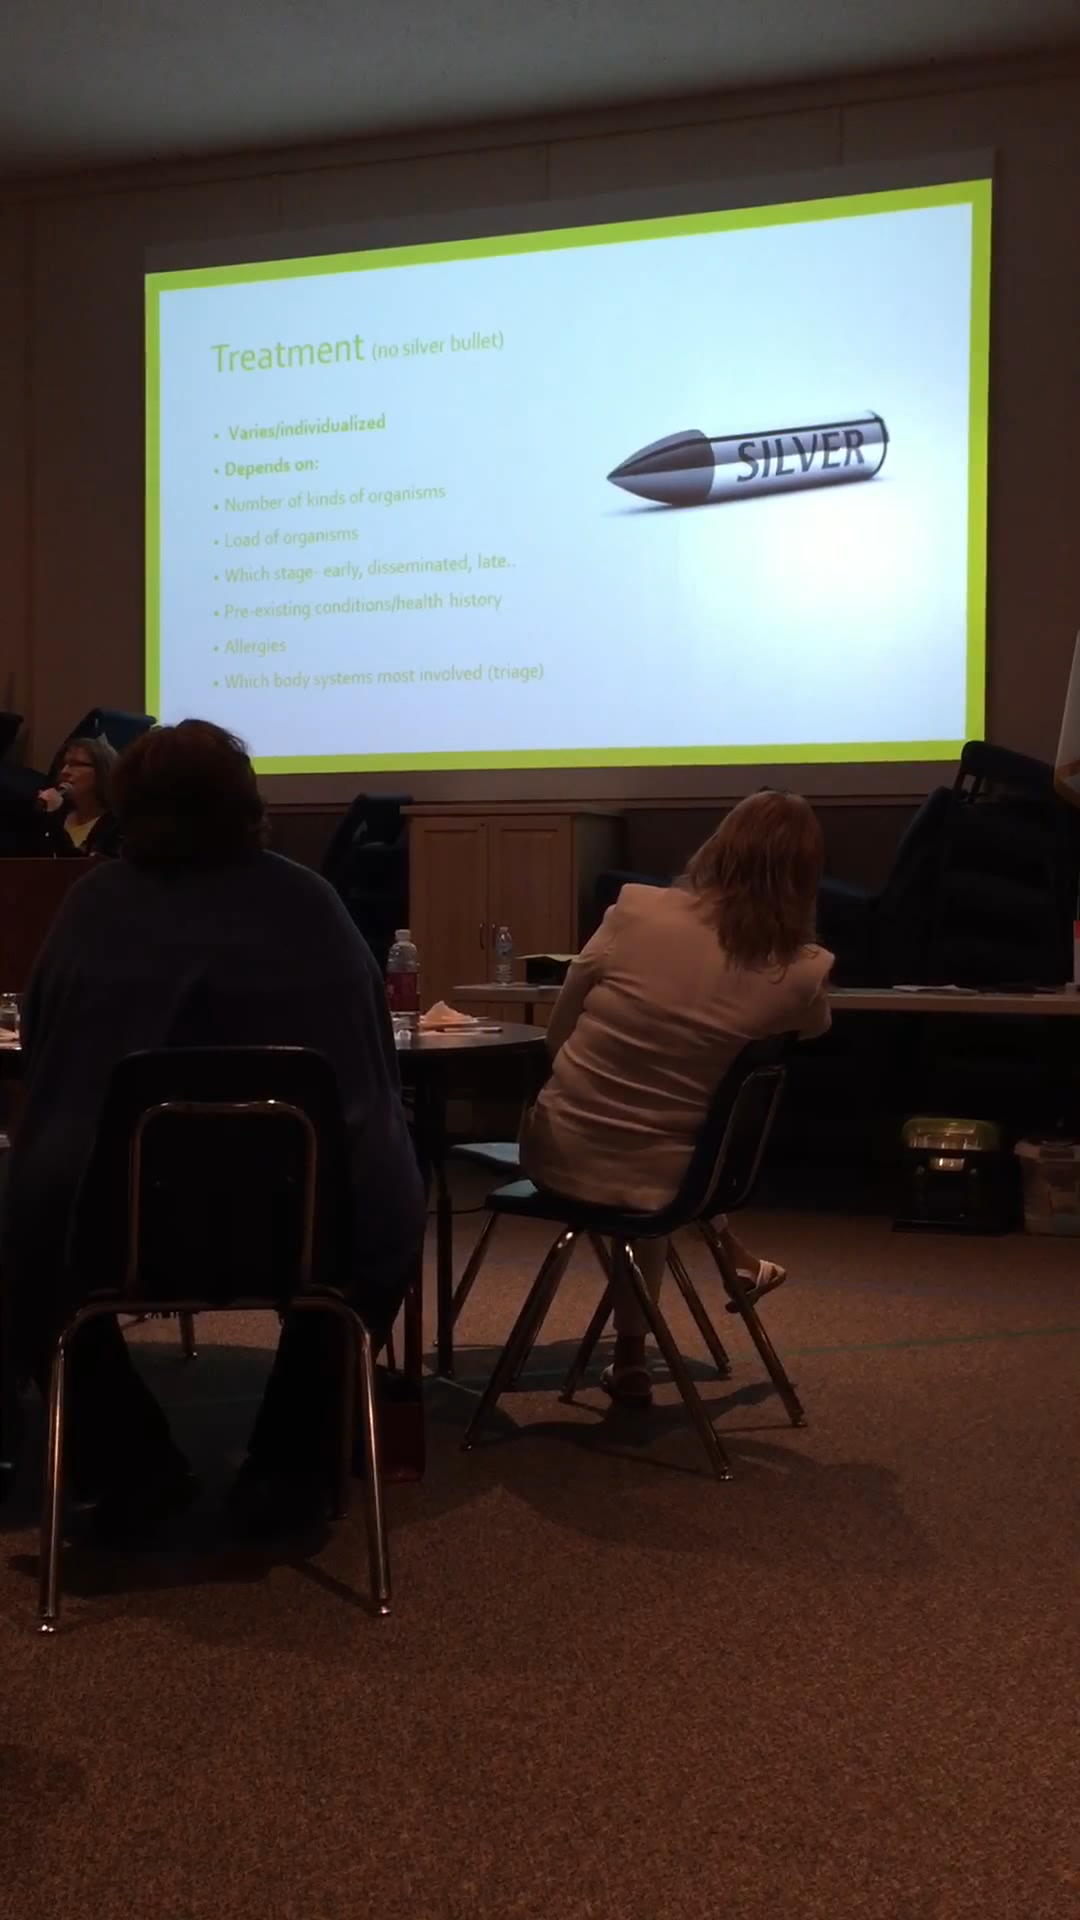 Treatment (no silver bullet)
• Varies/individualized
• Depends on:
• Number of kinds of organisms
• Load of organisms
• Which stage- early, disseminated, late..
• Pre-existing conditions/health history
• Allergies
• Which body systems most involved (triage)
SILVER